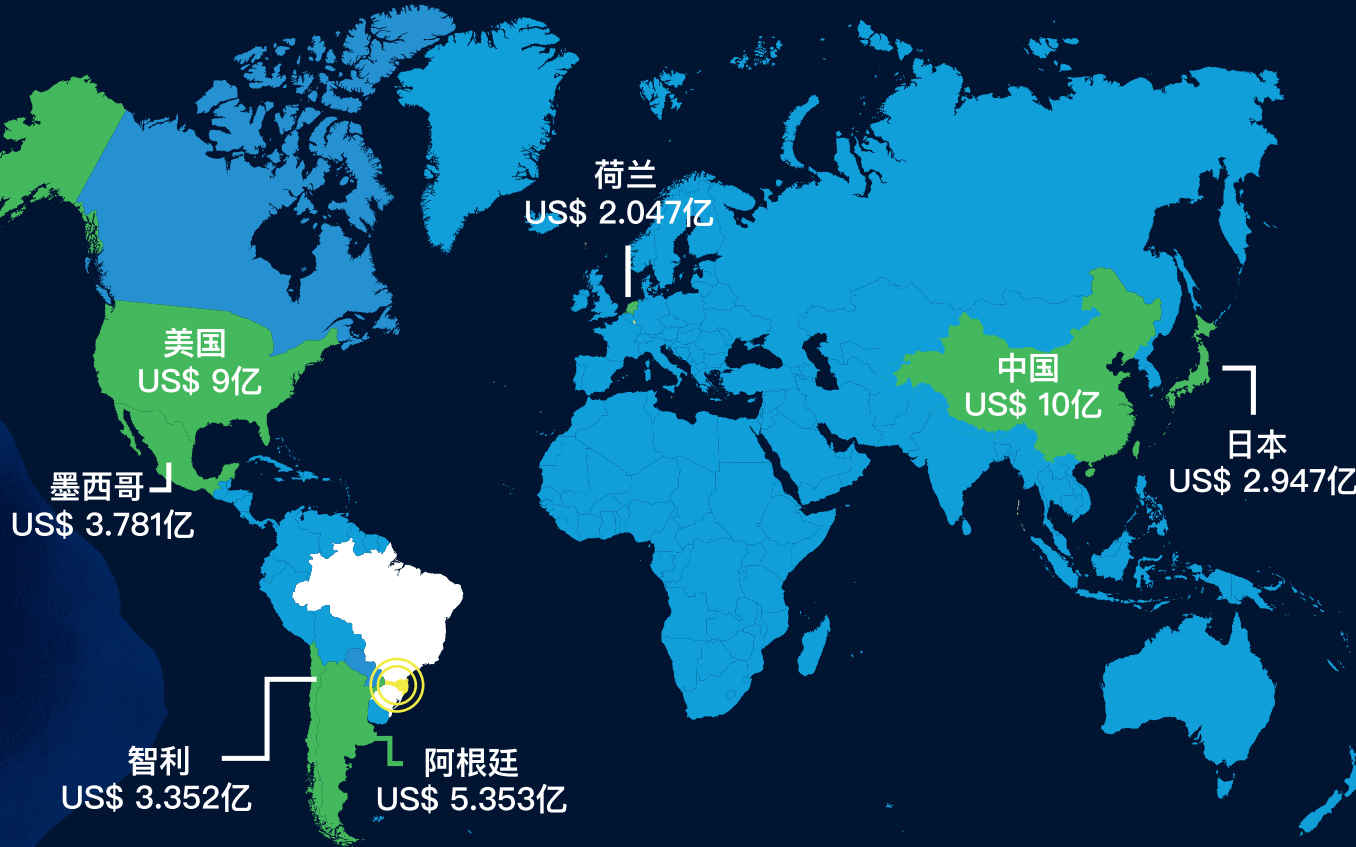 荷兰
US$ 2.047亿
美国
US$ 9亿
中国
US$ 10亿
日本
US$ 2.947亿
墨西哥
US$ 3.781亿
智利
US$ 3.352亿
阿根廷
US$ 5.353亿